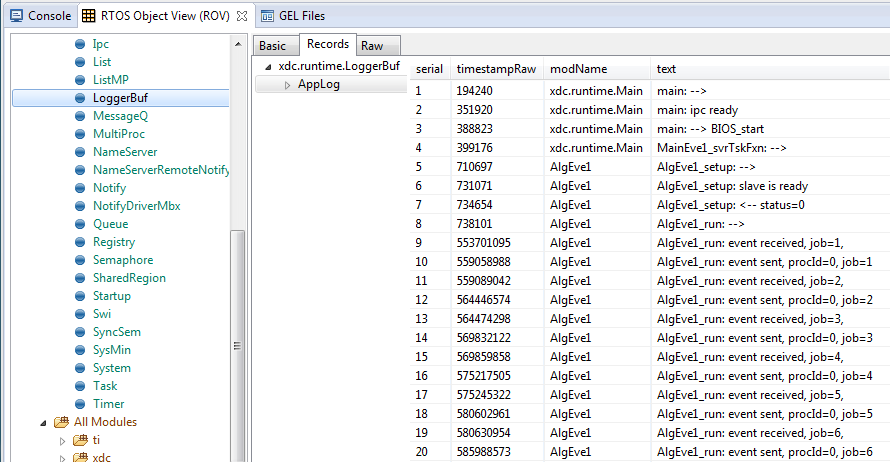 Console RTOS Object View (ROV) GEL Files
Ipc
List
ListMP
LoggerBuf
MessageQ
MultiProc
NameServer
NameServerRemoteNotify
Notify
NotifyDriverMbx
Queue
Registry
Semaphore
SharedRegion
Startup
Swi
SyncSem
SysMin
System
Task
Timer
All Modules
ti
xdc
Basic Records Raw
xdc.runtime.LoggerBuf
AppLog
serial timestampRaw modName text
1 194240 xdc.runtime.Main main: -->
2 351920 xdc.runtime.Main main: ipc ready
3 388823 xdc.runtime.Main main: --> BIOS_start
4 399176 xdc.runtime.Main MainEve1_svrTskFxn: -->
5 710697 AlgEve1 AlgEve1_setup: -->
6 731071 AlgEve1 AlgEve1_setup: slave is ready
7 734654 AlgEve1 AlgEve1_setup: <-- status=0
8 738101 AlgEve1 AlgEve1_run: -->
9 553701095 AlgEve1 AlgEve1_run: event received, job=1,
10 559058988 AlgEve1 AlgEve1_run: event sent, procId=0, job=1
11 559089042 AlgEve1 AlgEve1_run: event received, job=2,
12 564446574 AlgEve1 AlgEve1_run: event sent, procId=0, job=2
13 564474298 AlgEve1 AlgEve1_run: event received, job=3,
14 569832122 AlgEve1 AlgEve1_run: event sent, procId=0, job=3
15 569859858 AlgEve1 AlgEve1_run: event received, job=4,
16 575217505 AlgEve1 AlgEve1_run: event sent, procId=0, job=4
17 575245322 AlgEve1 AlgEve1_run: event received, job=5,
18 580602961 AlgEve1 AlgEve1_run: event sent, procId=0, job=5
19 580630954 AlgEve1 AlgEve1_run: event received, job=6,
20 585988573 AlgEve1 AlgEve1_run: event sent, procId=0, job=6